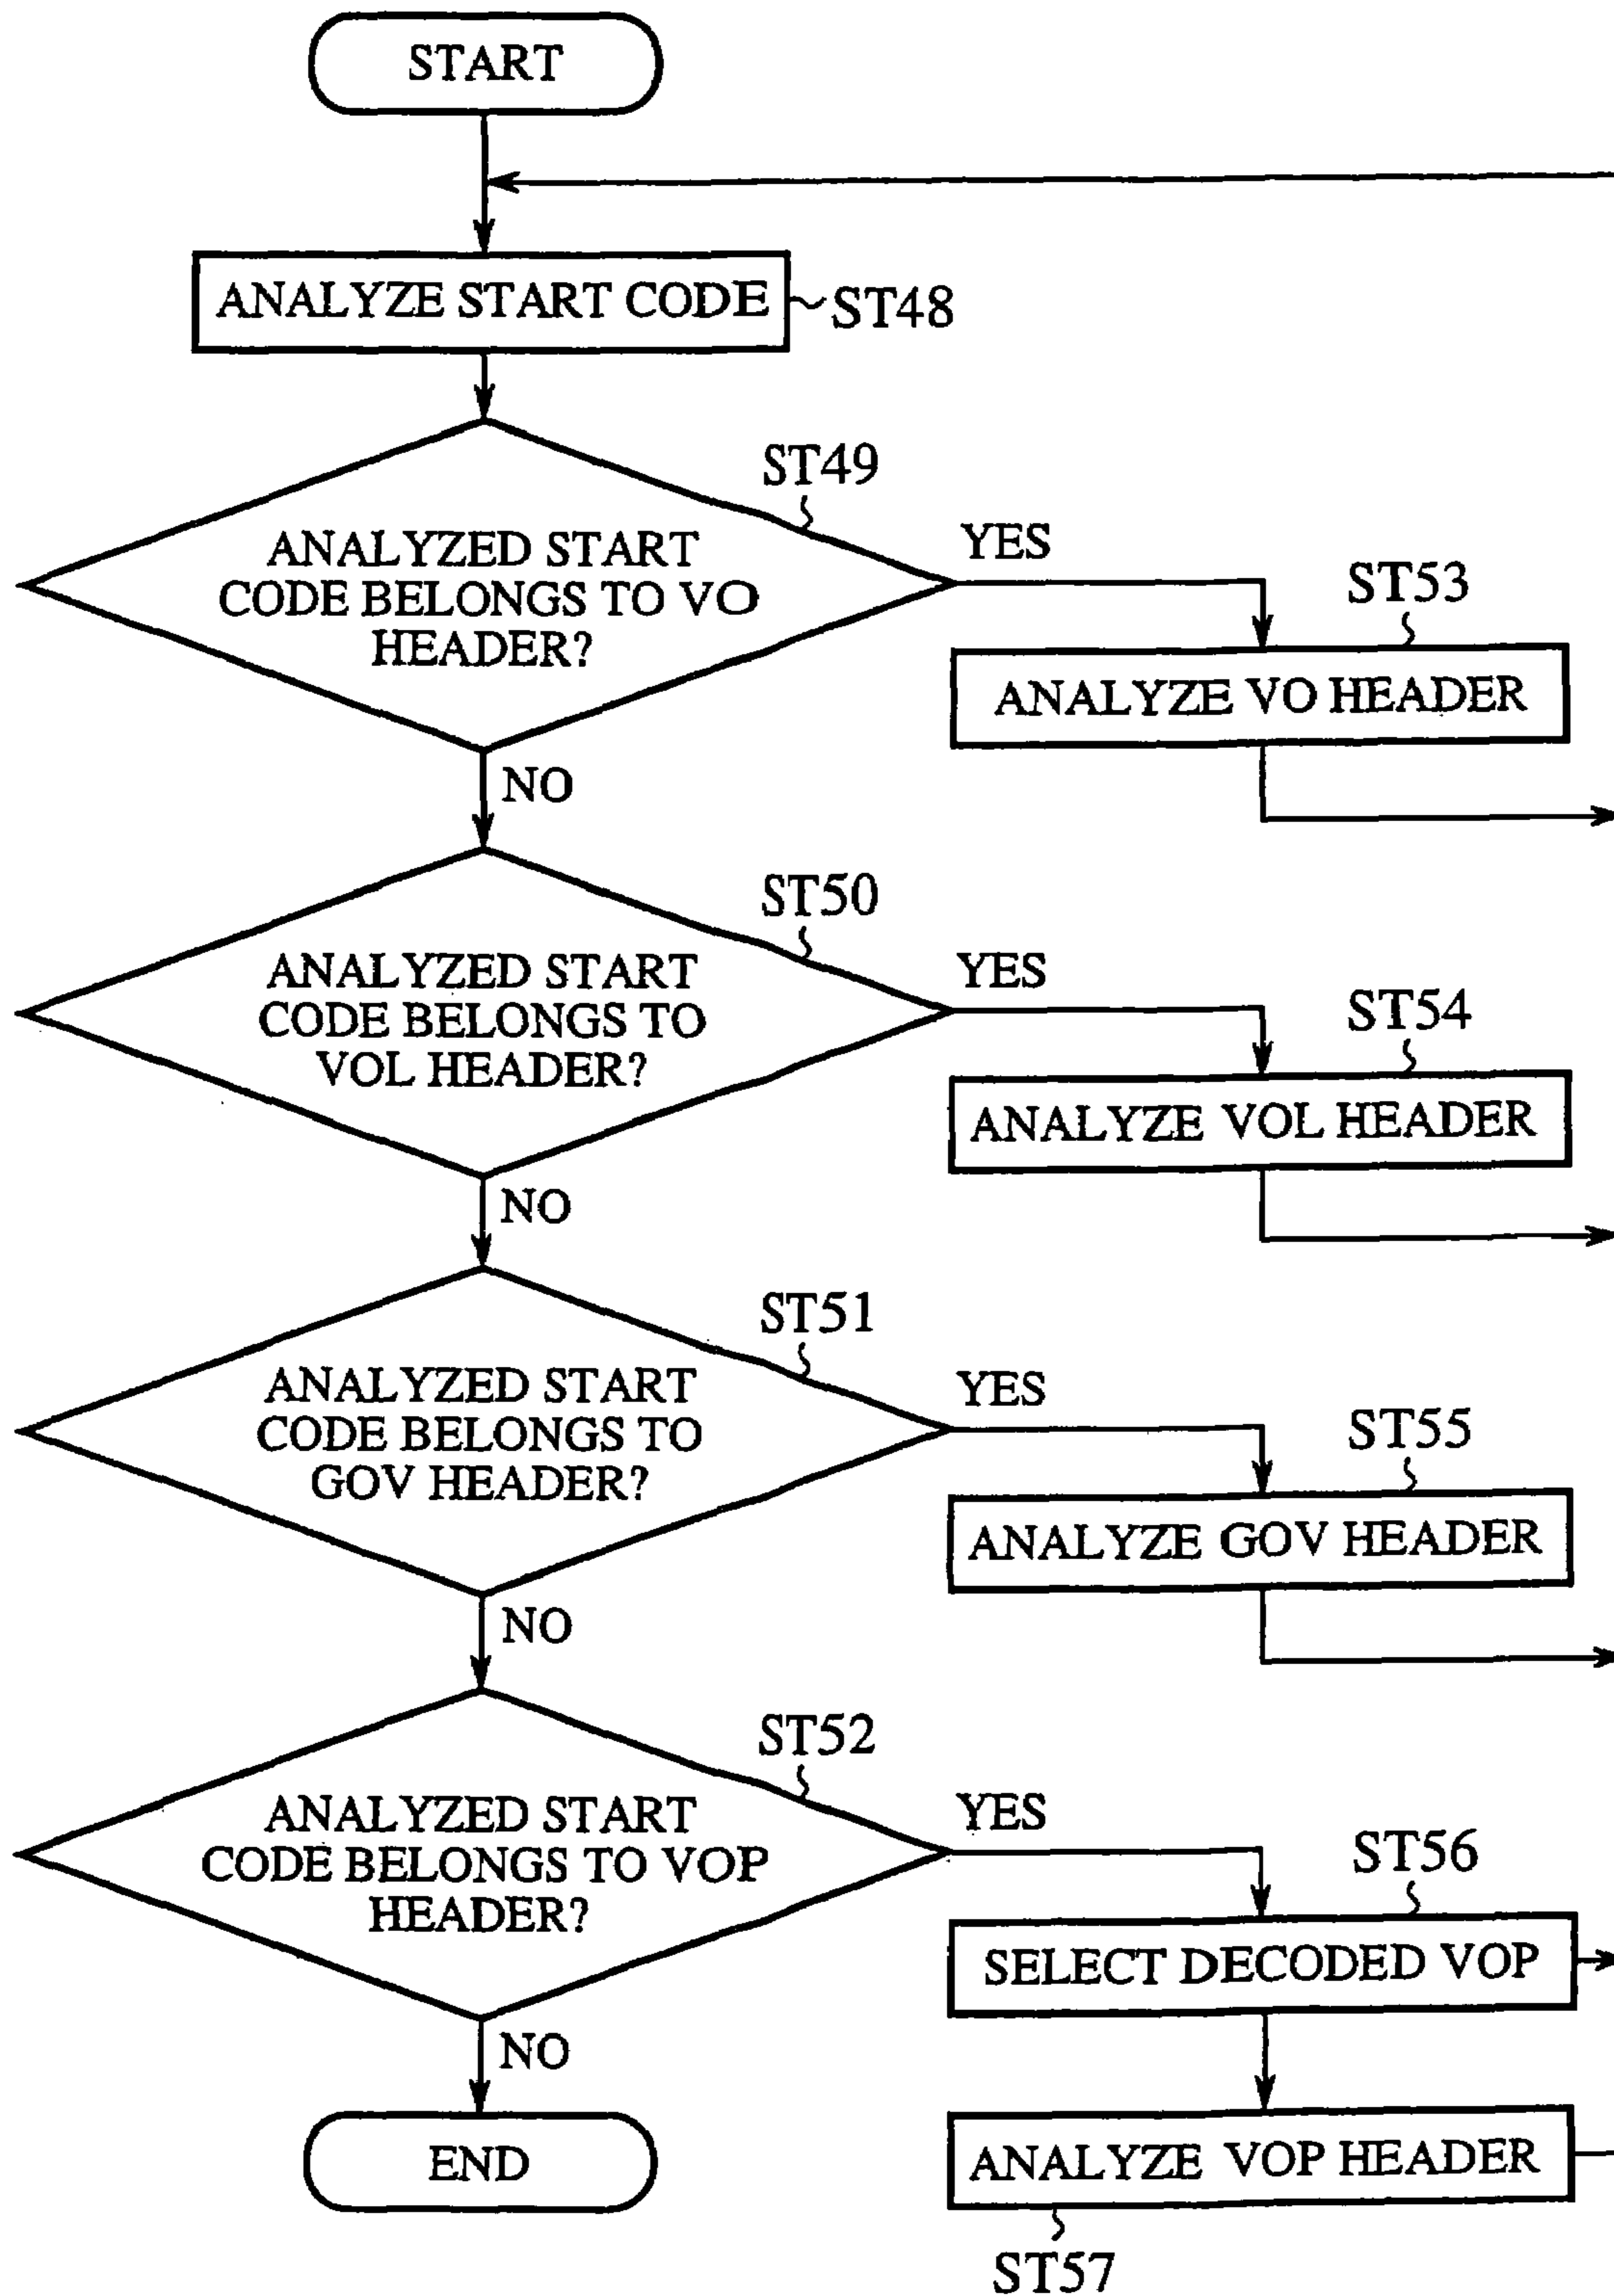 START
ANALYZE START CODE
ST48
ST49
ANALYZED START
CODE BELONGS TO VO
HEADER?
YES
NO
ST53
ANALYZE VO HEADER
ST50
ANALYZED START
CODE BELONGS TO
VOL HEADER?
YES
NO
ST54
ANALYZE VOL HEADER
ST51
ANALYZED START
CODE BELONGS TO
GOV HEADER?
YES
NO
ST55
ANALYZE GOV HEADER
ST52
ANALYZED START
CODE BELONGS TO VOP
HEADER?
YES
NO
ST56
SELECT DECODED VOP
END
ANALYZE VOP HEADER
ST57